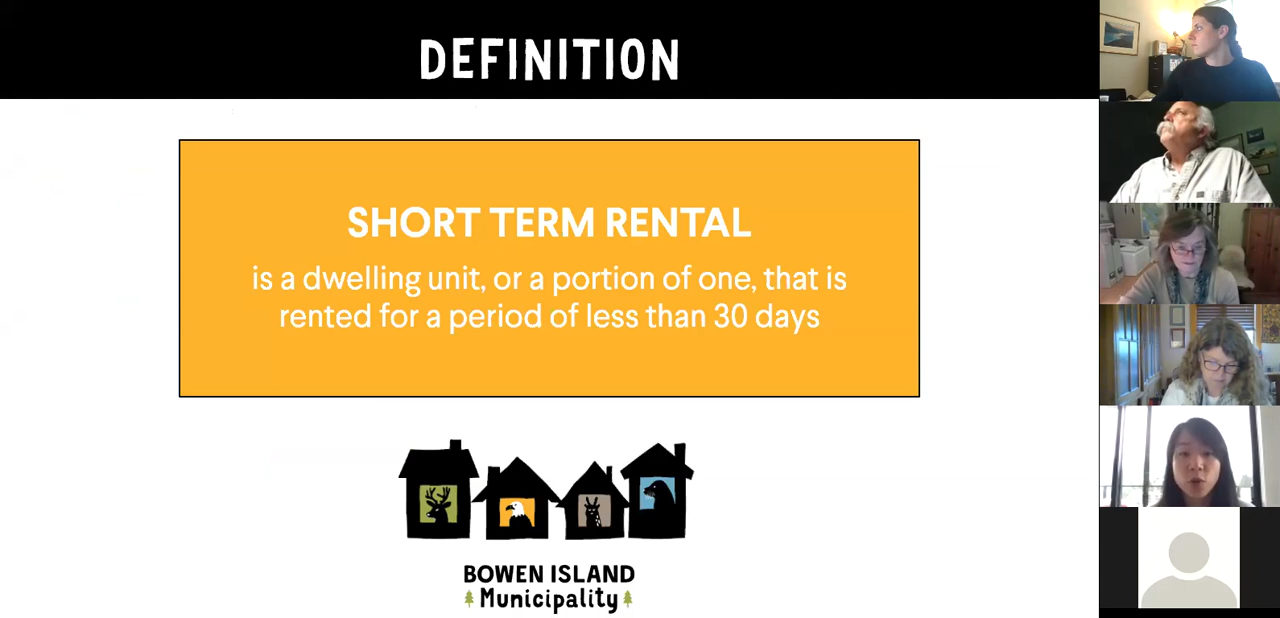 DEFINITION
SHORT TERM RENTAL
is a dwelling unit, or a portion of one, that is
rented for a period of less than 30 days
BOWEN ISLAND
Municipality